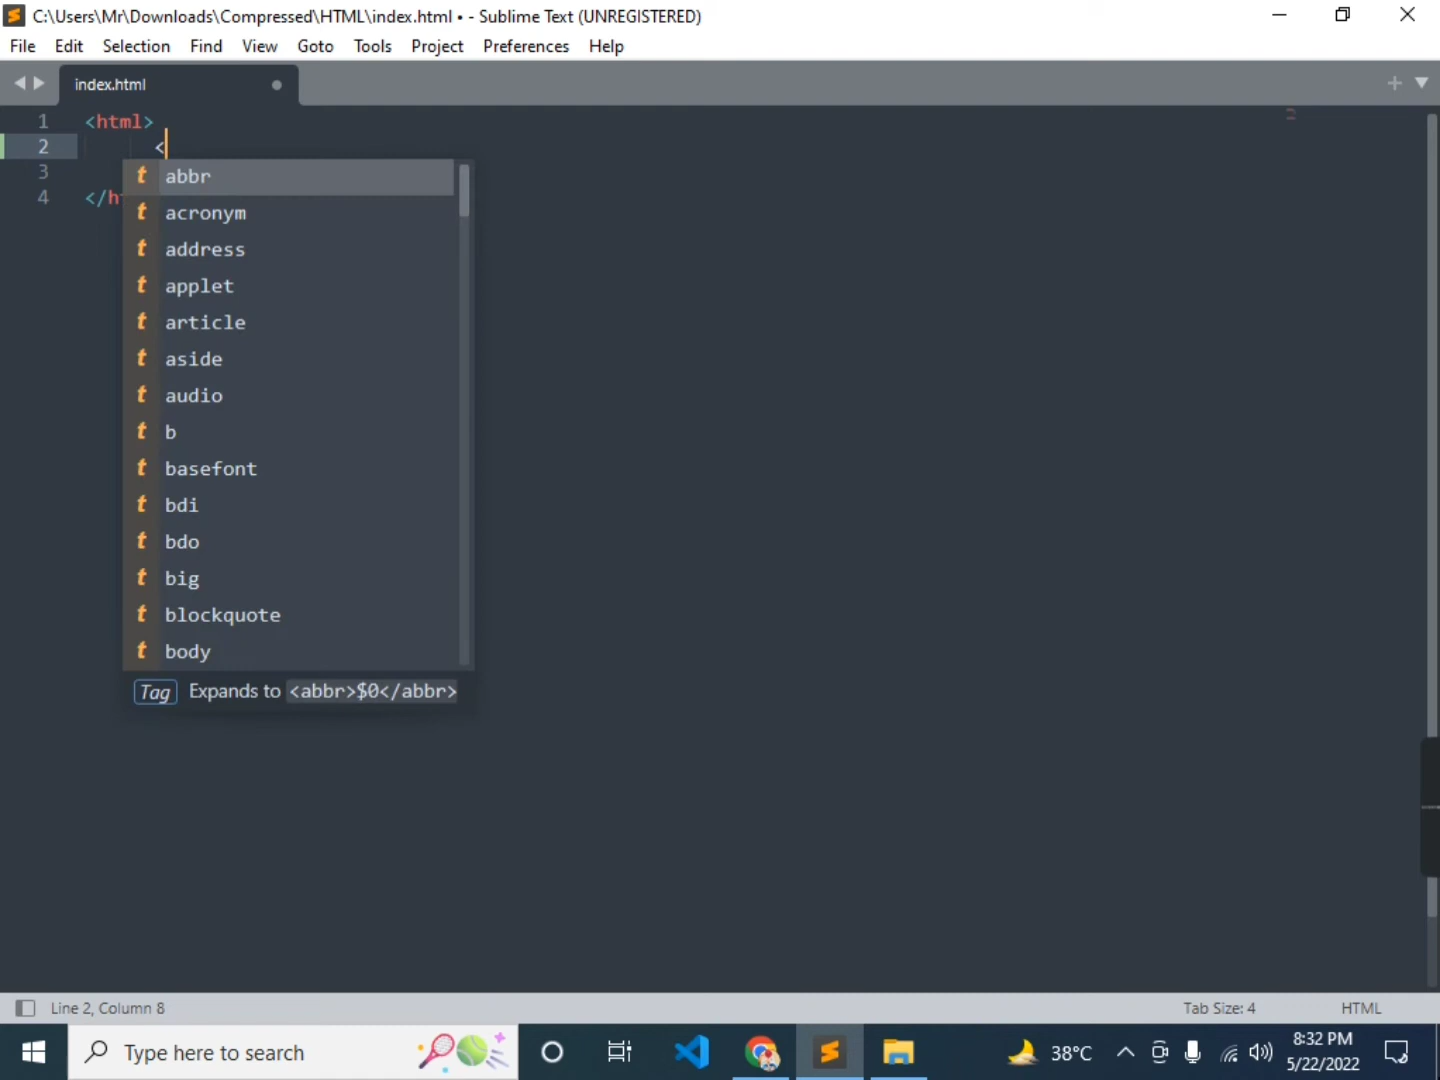 C:\Users\Mr\Downloads\Compressed\HTML\index.html • - Sublime Text (UNREGISTERED)
File Edit Selection Find View Goto Tools Project Preferences Help
index.html
1 <html>
2 <
3
4 </h
t abbr
t acronym
t address
t applet
t article
t aside
t audio
t b
t basefont
t bdi
t bdo
t big
t blockquote
t body
Tag Expands to <abbr>$0</abbr>
Line 2, Column 8 Tab Size: 4 HTML
Type here to search 38°C 8:32 PM
5/22/2022